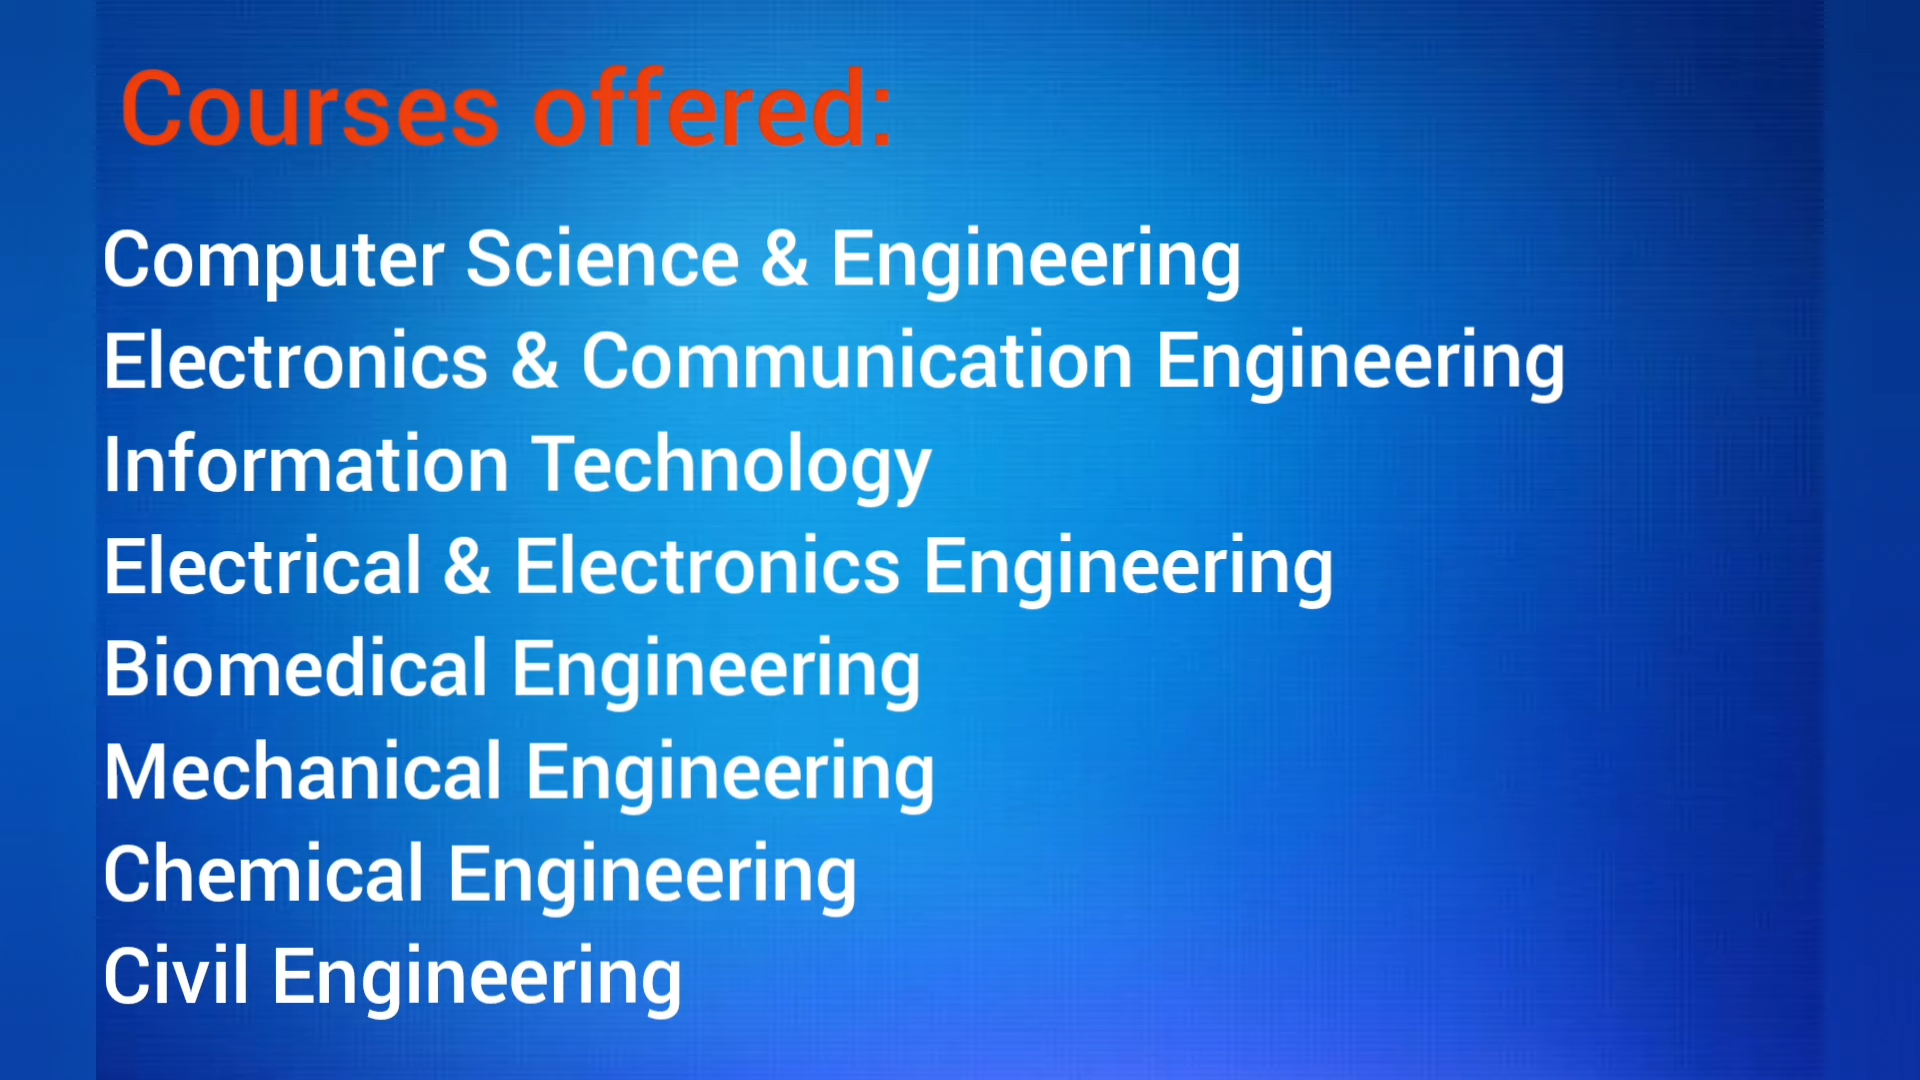 Courses offered:
Computer Science & Engineering
Electronics & Communication Engineering
Information Technology
Electrical & Electronics Engineering
Biomedical Engineering
Mechanical Engineering
Chemical Engineering
Civil Engineering